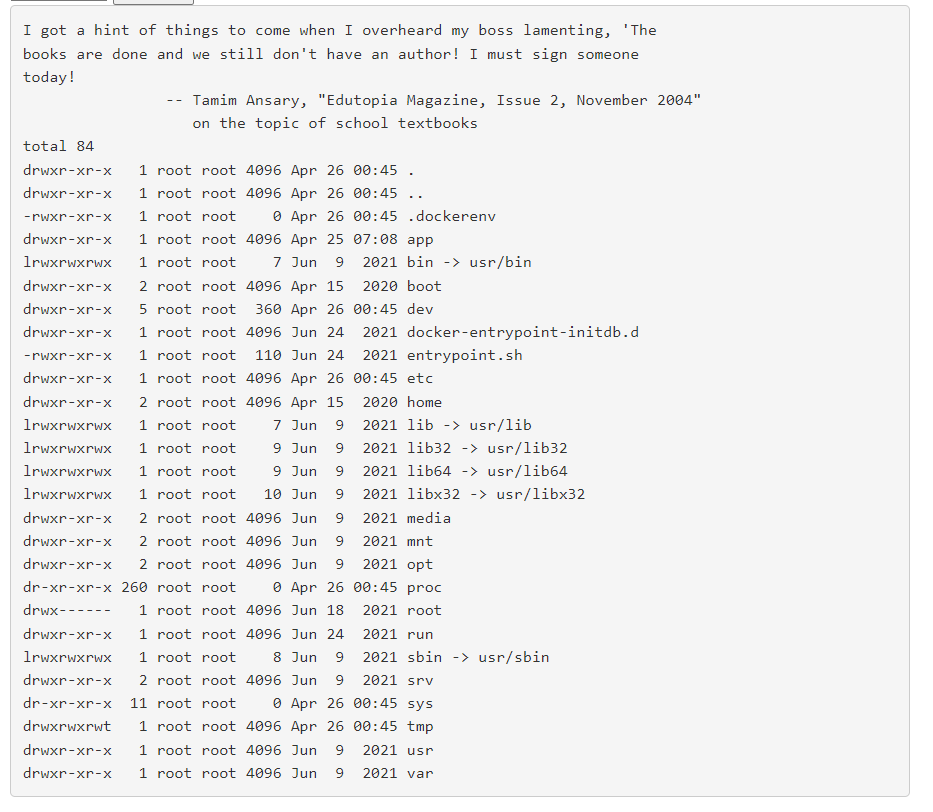 I got a hint of things to come when I overheard my boss lamenting, 'The
books are done and we still don't have an author! I must sign someone
today!
                -- Tamim Ansary, "Edutopia Magazine, Issue 2, November 2004"
                   on the topic of school textbooks
total 84
drwxr-xr-x   1 root root 4096 Apr 26 00:45 .
drwxr-xr-x   1 root root 4096 Apr 26 00:45 ..
-rwxr-xr-x   1 root root    0 Apr 26 00:45 .dockerenv
drwxr-xr-x   1 root root 4096 Apr 25 07:08 app
lrwxrwxrwx   1 root root    7 Jun  9  2021 bin -> usr/bin
drwxr-xr-x   2 root root 4096 Apr 15  2020 boot
drwxr-xr-x   5 root root  360 Apr 26 00:45 dev
drwxr-xr-x   1 root root 4096 Jun 24  2021 docker-entrypoint-initdb.d
-rwxr-xr-x   1 root root  110 Jun 24  2021 entrypoint.sh
drwxr-xr-x   1 root root 4096 Apr 26 00:45 etc
drwxr-xr-x   2 root root 4096 Apr 15  2020 home
lrwxrwxrwx   1 root root    7 Jun  9  2021 lib -> usr/lib
lrwxrwxrwx   1 root root    9 Jun  9  2021 lib32 -> usr/lib32
lrwxrwxrwx   1 root root    9 Jun  9  2021 lib64 -> usr/lib64
lrwxrwxrwx   1 root root   10 Jun  9  2021 libx32 -> usr/libx32
drwxr-xr-x   2 root root 4096 Jun  9  2021 media
drwxr-xr-x   2 root root 4096 Jun  9  2021 mnt
drwxr-xr-x   2 root root 4096 Jun  9  2021 opt
dr-xr-xr-x 260 root root    0 Apr 26 00:45 proc
drwx------   1 root root 4096 Jun 18  2021 root
drwxr-xr-x   1 root root 4096 Jun 24  2021 run
lrwxrwxrwx   1 root root    8 Jun  9  2021 sbin -> usr/sbin
drwxr-xr-x   2 root root 4096 Jun  9  2021 srv
dr-xr-xr-x  11 root root    0 Apr 26 00:45 sys
drwxrwxrwt   1 root root 4096 Apr 26 00:45 tmp
drwxr-xr-x   1 root root 4096 Jun  9  2021 usr
drwxr-xr-x   1 root root 4096 Jun  9  2021 var